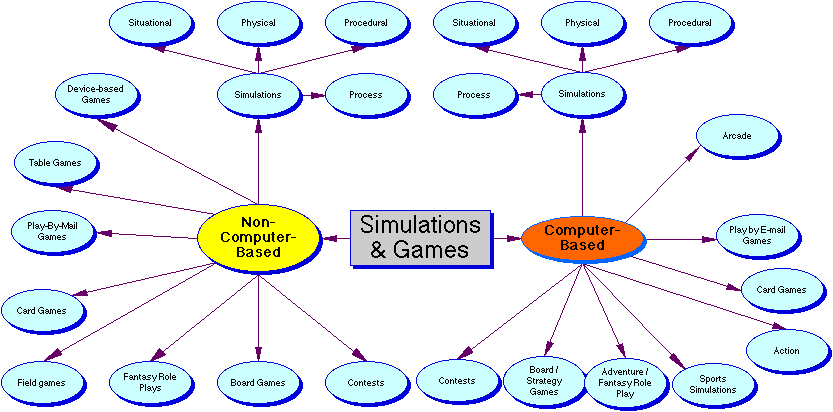 Situational
Physical
Procedural
Situational
Physical
Procedural
Device-based
Games
Simulations
Process
Process
Simulations
Arcade
Table Games
Play-By-Mail
Games
Non-
Computer-
Based
Simulations
& Games
Computer-
Based
Play by E-mail
Games
Card Games
Card Games
Action
Field games
Fantasy Role
Plays
Board Games
Contests
Contests
Board /
Strategy
Games
Adventure /
Fantasy Role
Play
Sports
Simulations